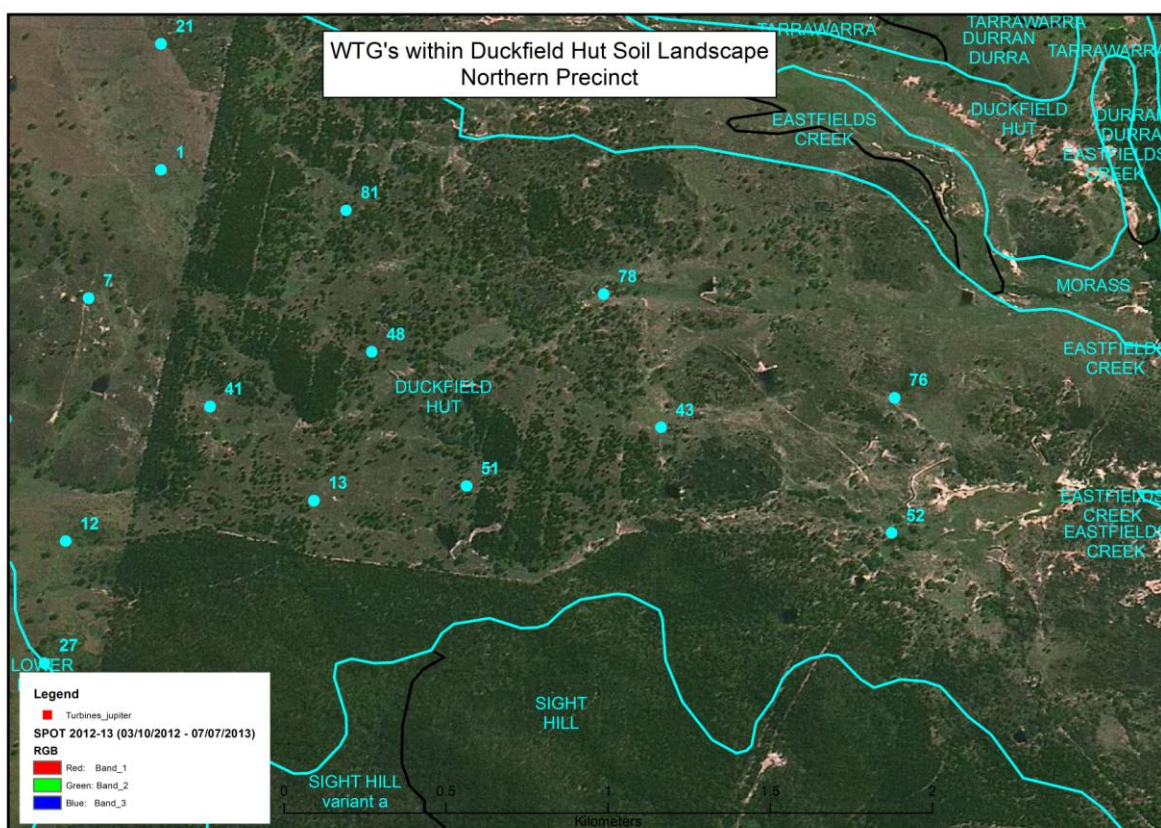 WTG's within Duckfield Hut Soil Landscape
Northern Precinct
TARRAWARRA
TARRAWARRA
DURRAN
DURRA
TARRAWARRA
21
EASTFIELDS
CREEK
DUCKFIELD
HUT
DURRAN
DURRA
EASTFIELDS
CREEK
1
81
7
78
MORASS
48
EASTFIELDS
CREEK
DUCKFIELD
HUT
41
76
43
51
13
EASTFIELDS
CREEK
EASTFIELDS
CREEK
12
52
27
LOWER
SIGHT
HILL
SIGHT HILL
variant a
Legend
Turbines_jupiter
SPOT 2012-13 (03/10/2012 - 07/07/2013)
RGB
Red: Band_1
Green: Band_2
Blue: Band_3
0 0.5 1 1.5 2
Kilometers